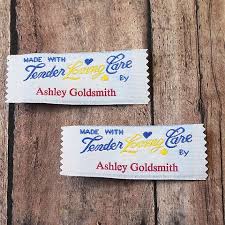 MADE WITH
Tender Loving Care
By
Ashley Goldsmith
MADE WITH
Tender Loving Care
By
Ashley Goldsmith